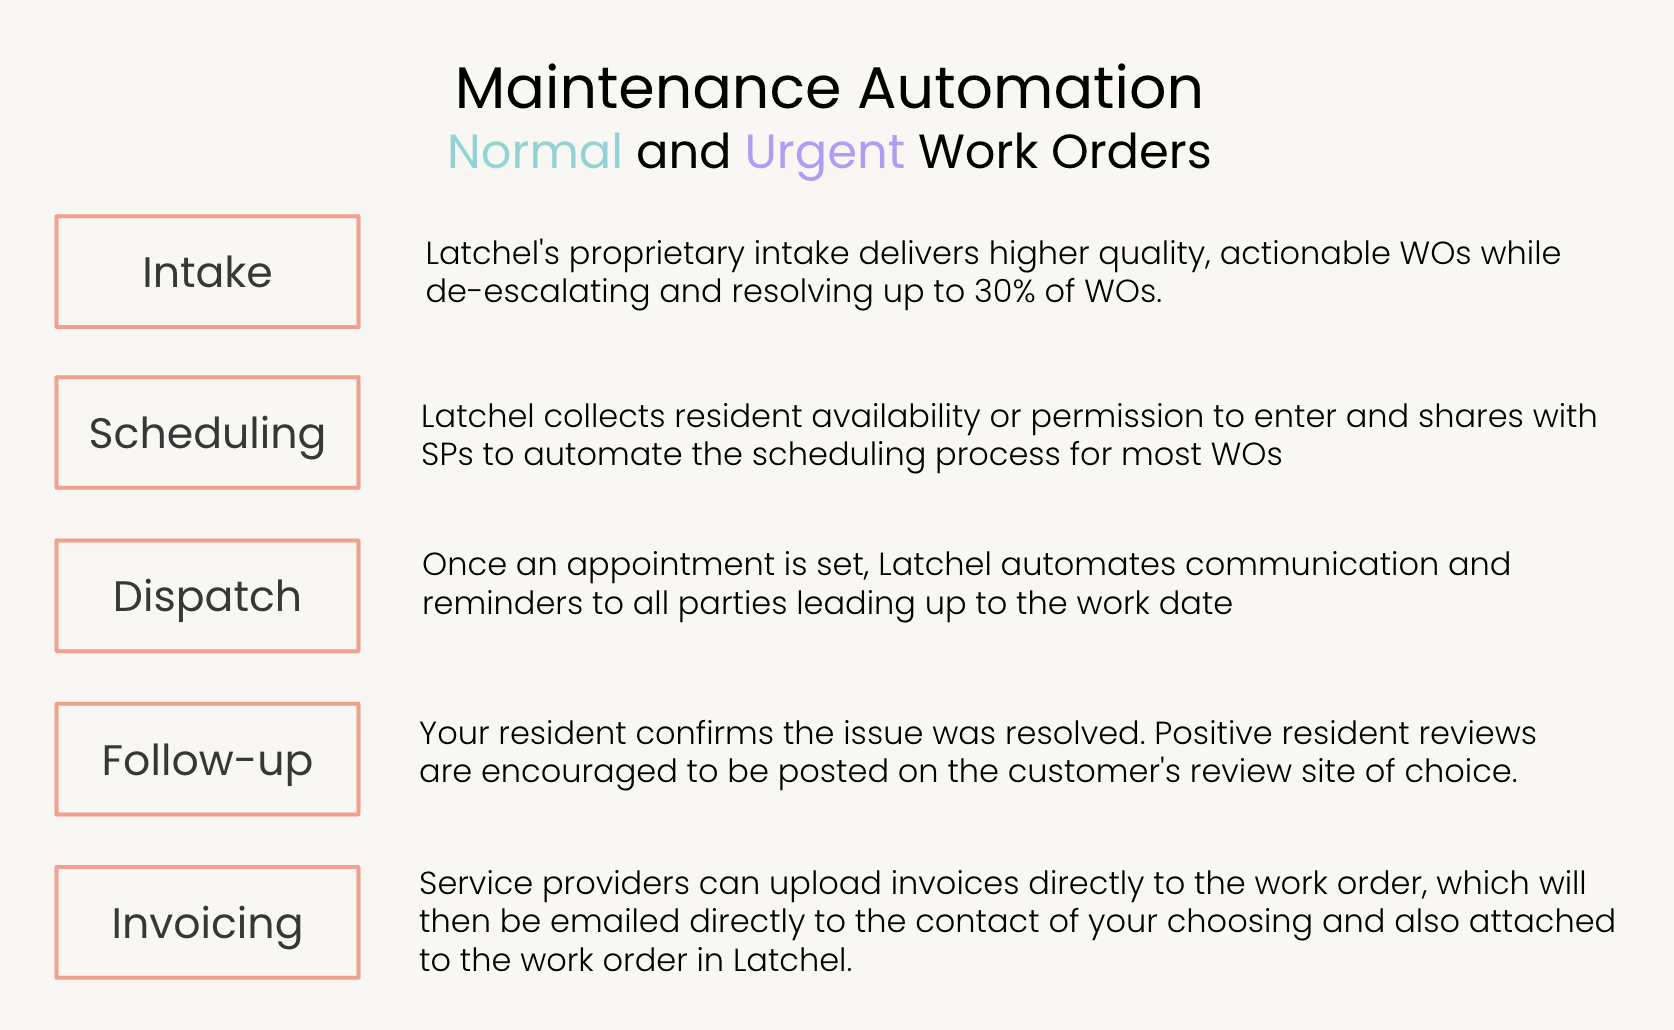 Maintenance Automation
Normal and Urgent Work Orders
Intake
Latchel's proprietary intake delivers higher quality, actionable WOs while
de-escalating and resolving up to 30% of WOs.
Scheduling
Latchel collects resident availability or permission to enter and shares with
SPs to automate the scheduling process for most WOs
Dispatch
Once an appointment is set, Latchel automates communication and
reminders to all parties leading up to the work date
Follow-up
Your resident confirms the issue was resolved. Positive resident reviews
are encouraged to be posted on the customer's review site of choice.
Invoicing
Service providers can upload invoices directly to the work order, which will
then be emailed directly to the contact of your choosing and also attached
to the work order in Latchel.